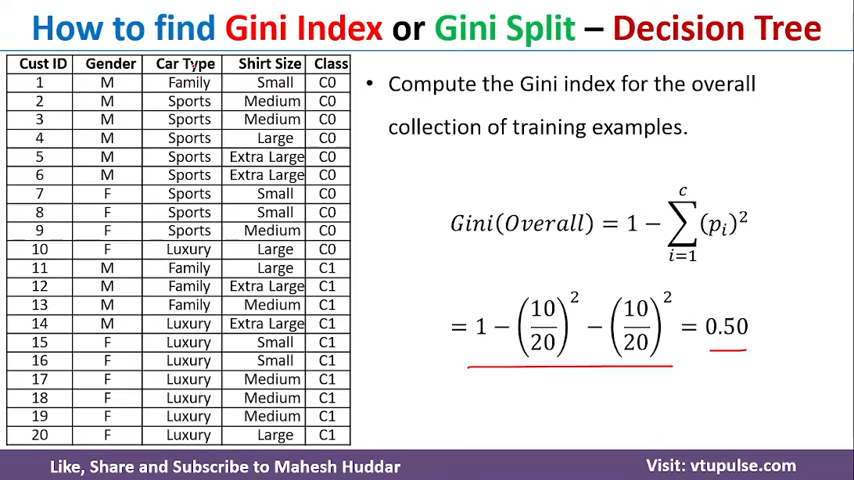 How to find Gini Index or Gini Split – Decision Tree
Cust ID Gender Car Type Shirt Size Class
1 M Family Small C0
2 M Sports Medium C0
3 M Sports Medium C0
4 M Sports Large C0
5 M Sports Extra Large C0
6 M Sports Extra Large C0
7 F Sports Small C0
8 F Sports Small C0
9 F Sports Medium C0
10 F Luxury Large C0
11 M Family Large C1
12 M Family Extra Large C1
13 M Family Medium C1
14 M Luxury Extra Large C1
15 F Luxury Small C1
16 F Luxury Small C1
17 F Luxury Medium C1
18 F Luxury Medium C1
19 F Luxury Medium C1
20 F Luxury Large C1
• Compute the Gini index for the overall
collection of training examples.
Gini(Overall) = 1 − ∑_{i=1}^{c} (p_i)^2
= 1 − (10/20)^2 − (10/20)^2 = 0.50
Like, Share and Subscribe to Mahesh Huddar
Visit: vtupulse.com